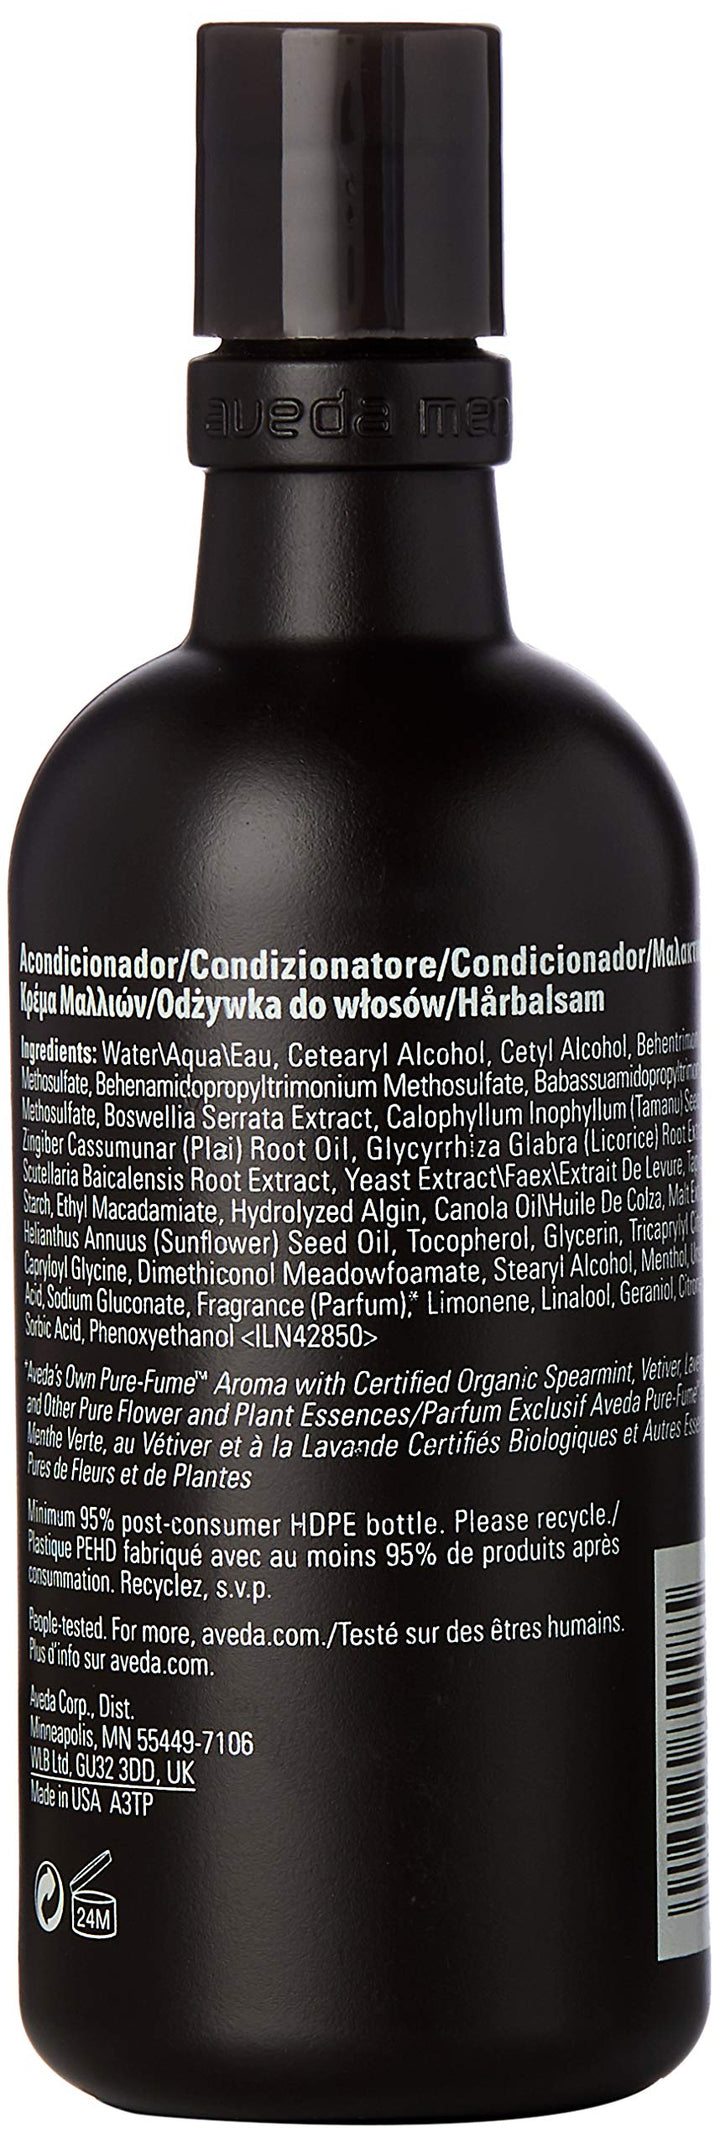 aveda men
Acondicionador/Condizionatore/Condicionador/
Κρέμα Μαλλιών/Odżywka do włosów/Hårbalsam
Ingredients: Water\Aqua\Eau, Cetearyl Alcohol, Cetyl Alcohol,
Methosulfate, Behenamidopropyltrimonium Methosulfate,
Methosulfate, Boswellia Serrata Extract, Calophyllum Inophyllum (Tamanu)
Zingiber Cassumunar (Plai) Root Oil, Glycyrrhiza Glabra (Licorice) Root
Scutellaria Baicalensis Root Extract, Yeast Extract\Faex\Extrait De Levure,
Starch, Ethyl Macadamiate, Hydrolyzed Algin, Canola Oil\Huile De Colza, Malt
Helianthus Annuus (Sunflower) Seed Oil, Tocopherol, Glycerin,
Capryloyl Glycine, Dimethiconol Meadowfoamate, Stearyl Alcohol, Menthol,
Acid, Sodium Gluconate, Fragrance (Parfum),* Limonene, Linalool, Geraniol,
Sorbic Acid, Phenoxyethanol <ILN42850>
*Aveda's Own Pure-Fume™ Aroma with Certified Organic Spearmint, Vetiver,
and Other Pure Flower and Plant Essences/Parfum Exclusif Aveda Pure-Fume™
Menthe Verte, au Vétiver et à la Lavande Certifiés Biologiques et Autres
Pures de Fleurs et de Plantes
Minimum 95% post-consumer HDPE bottle. Please recycle./
Plastique PEHD fabriqué avec au moins 95% de produits après
consummation. Recyclez, s.v.p.
People-tested. For more, aveda.com./Testé sur des êtres humains.
Plus d'info sur aveda.com.
Aveda Corp., Dist.
Minneapolis, MN 55449-7106
WLB Ltd, GU32 3DD, UK
Made in USA A3TP
24M